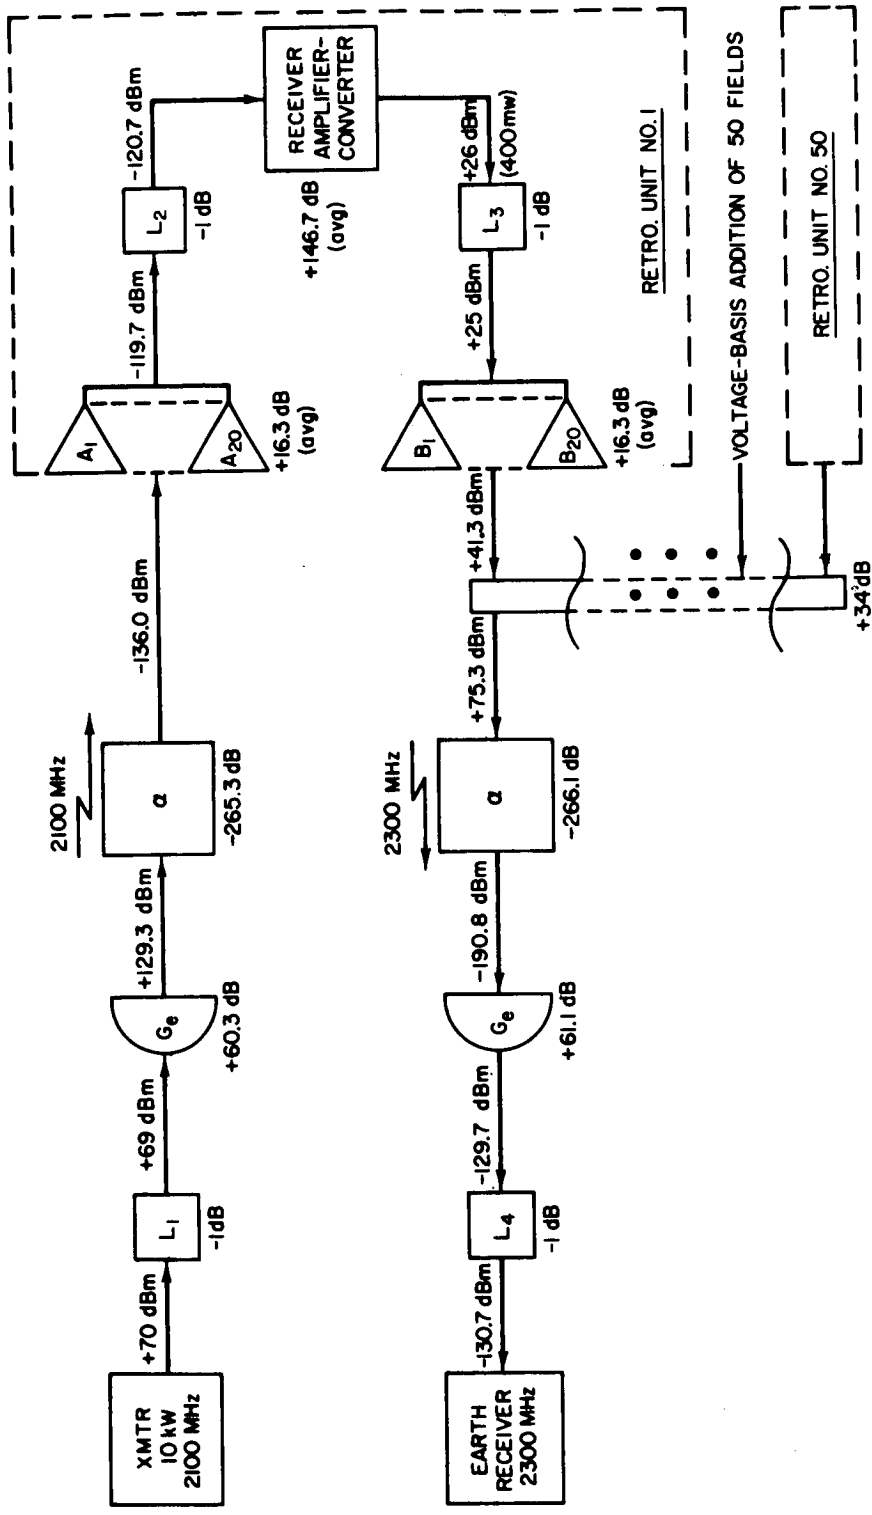 XMTR
10 kW
2100 MHz
+70 dBm
L1
-1 dB
+69 dBm
Ge
+60.3 dB
+129.3 dBm
2100 MHz
α
-265.3 dB
-136.0 dBm
A1
A20
+16.3 dB
(avg)
-119.7 dBm
L2
-1 dB
-120.7 dBm
RECEIVER
AMPLIFIER-
CONVERTER
+146.7 dB
(avg)
+26 dBm
(400mw)
L3
-1 dB
+25 dBm
B1
B20
+16.3 dB
(avg)
RETRO. UNIT NO. 1
+41.3 dBm
VOLTAGE-BASIS ADDITION OF 50 FIELDS
RETRO. UNIT NO. 50
+34 dB
+75.3 dBm
2300 MHz
α
-266.1 dB
-190.8 dBm
Ge
+61.1 dB
-129.7 dBm
L4
-1 dB
-130.7 dBm
EARTH
RECEIVER
2300 MHz